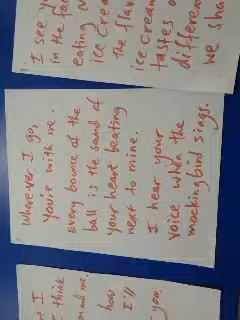 I see y
in the fa
eating
ice cream
the flav
ice cream
tastes o
differen
we sha
Wherever I go,
you're with me.
every bounce of the
ball is the sound of
your heart beating
next to mine.
I hear your
voice when the
mockingbird sings.
I
think
and me.
how
I'll
you.